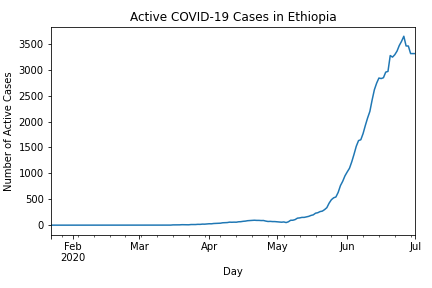 Active COVID-19 Cases in Ethiopia
Number of Active Cases
3500
3000
2500
2000
1500
1000
500
0
Feb Mar Apr May Jun Jul
2020
Day